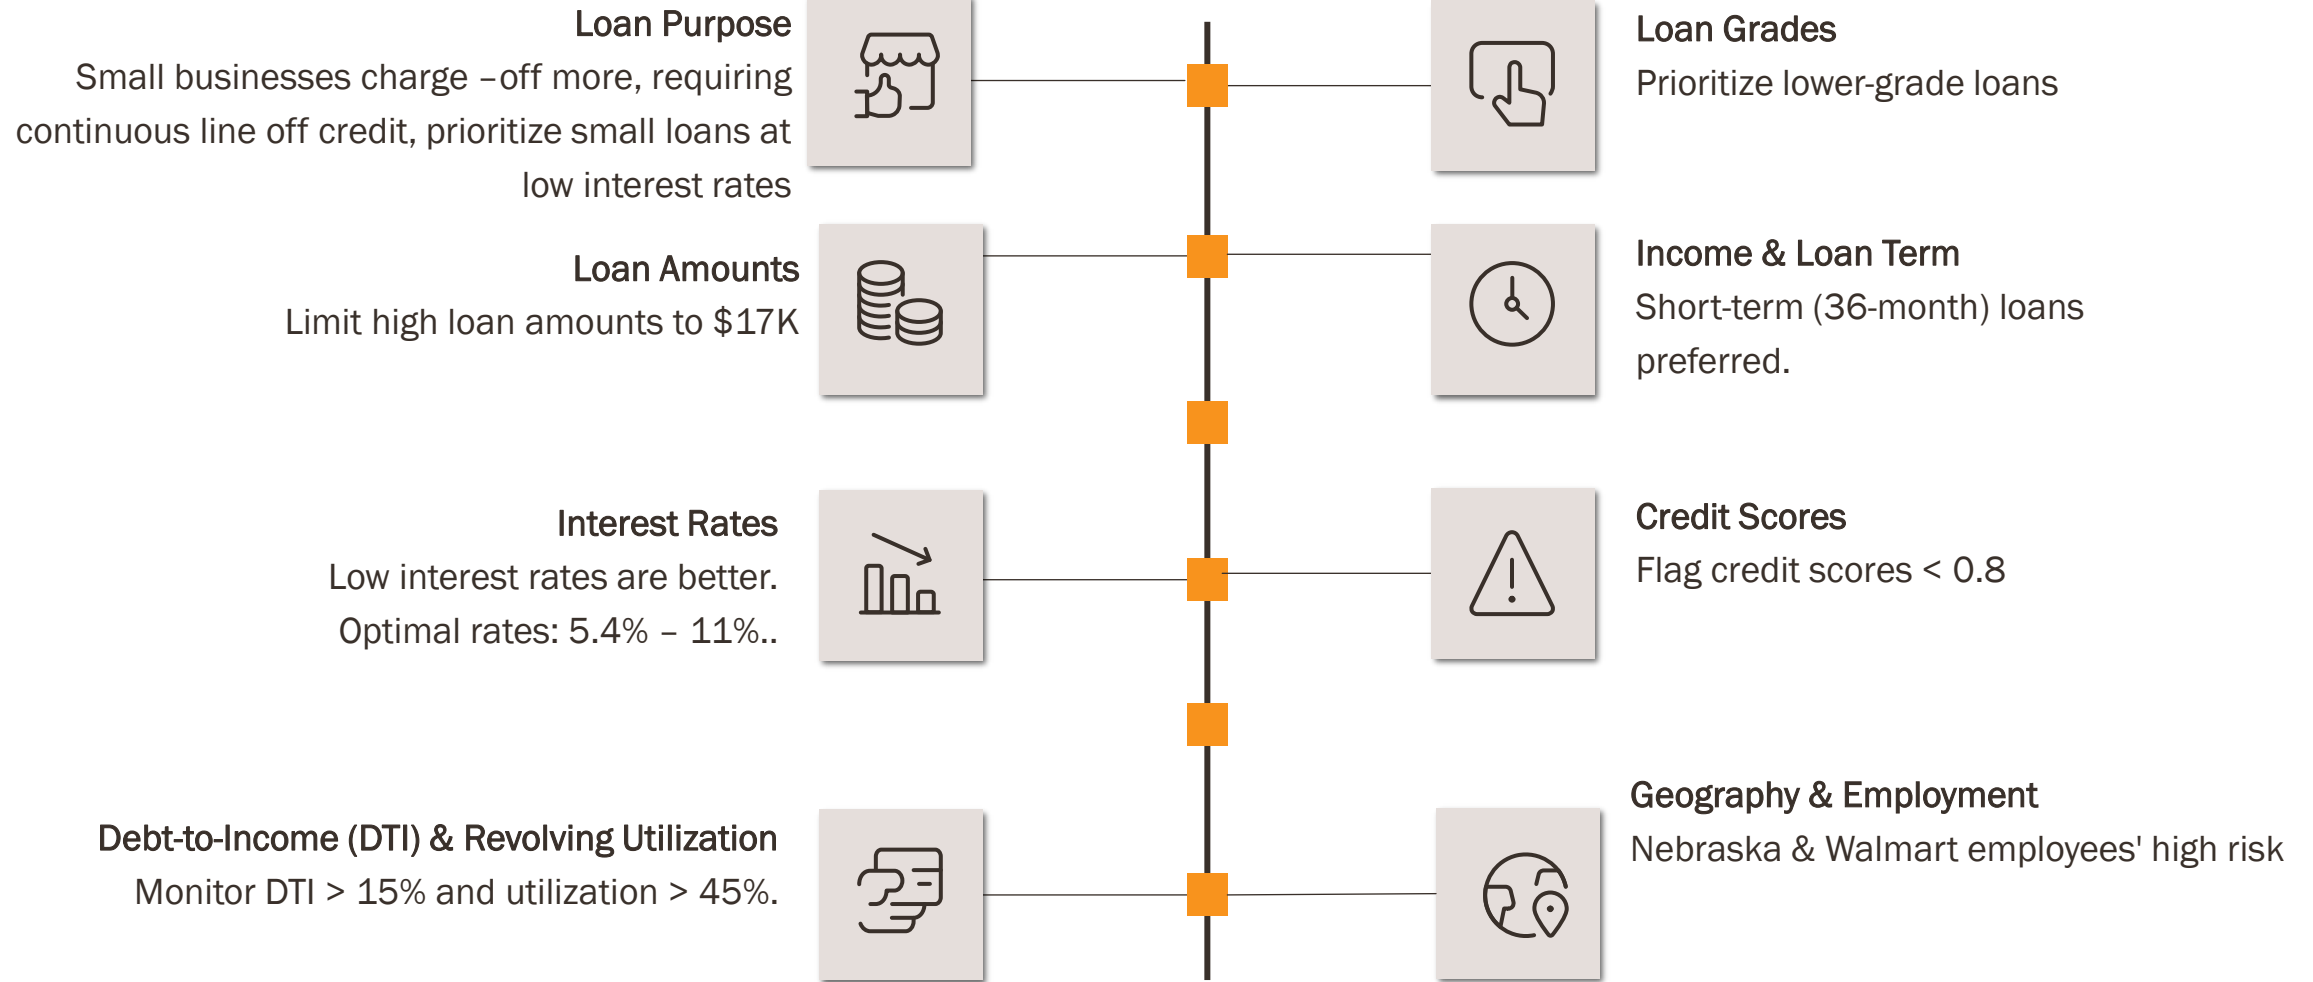 Loan Purpose
Small businesses charge –off more, requiring
continuous line off credit, prioritize small loans at
low interest rates
Loan Grades
Prioritize lower-grade loans
Loan Amounts
Limit high loan amounts to $17K
Income & Loan Term
Short-term (36-month) loans
preferred.
Interest Rates
Low interest rates are better.
Optimal rates: 5.4% – 11%..
Credit Scores
Flag credit scores < 0.8
Debt-to-Income (DTI) & Revolving Utilization
Monitor DTI > 15% and utilization > 45%.
Geography & Employment
Nebraska & Walmart employees' high risk